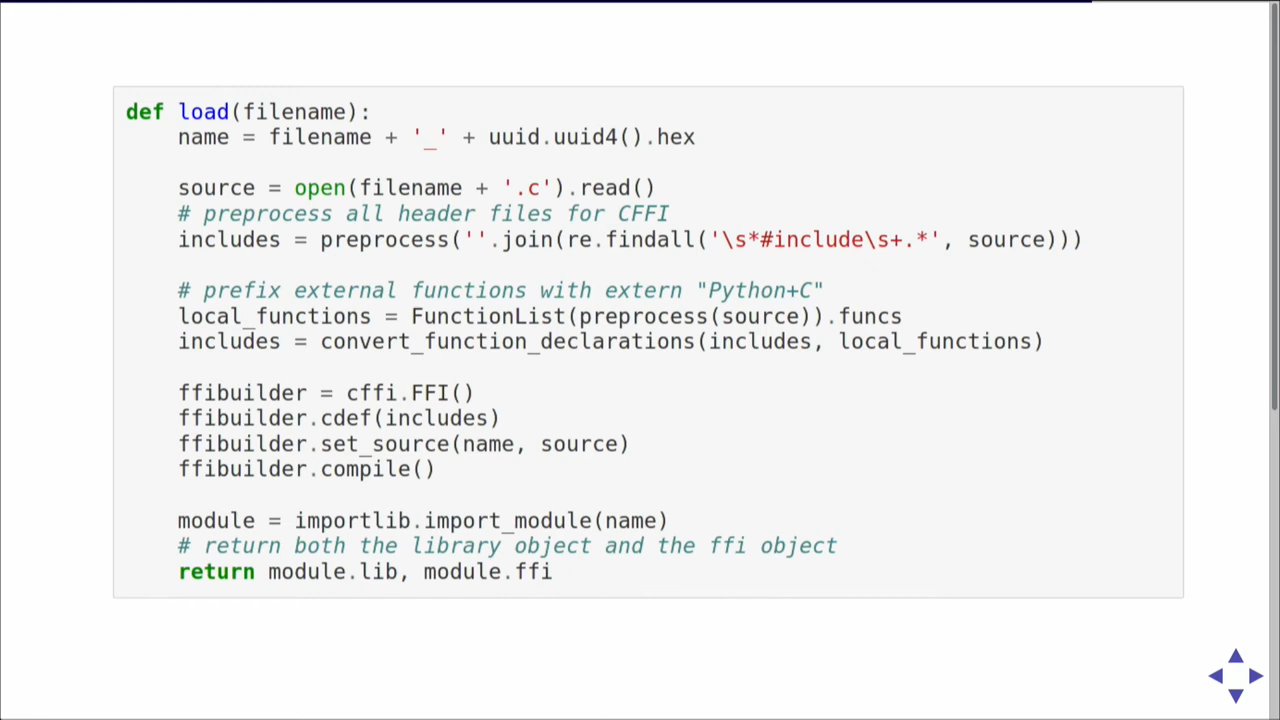 def load(filename):
    name = filename + '_' + uuid.uuid4().hex

    source = open(filename + '.c').read()
    # preprocess all header files for CFFI
    includes = preprocess(''.join(re.findall('\s*#include\s+.*', source)))

    # prefix external functions with extern "Python+C"
    local_functions = FunctionList(preprocess(source)).funcs
    includes = convert_function_declarations(includes, local_functions)

    ffibuilder = cffi.FFI()
    ffibuilder.cdef(includes)
    ffibuilder.set_source(name, source)
    ffibuilder.compile()

    module = importlib.import_module(name)
    # return both the library object and the ffi object
    return module.lib, module.ffi